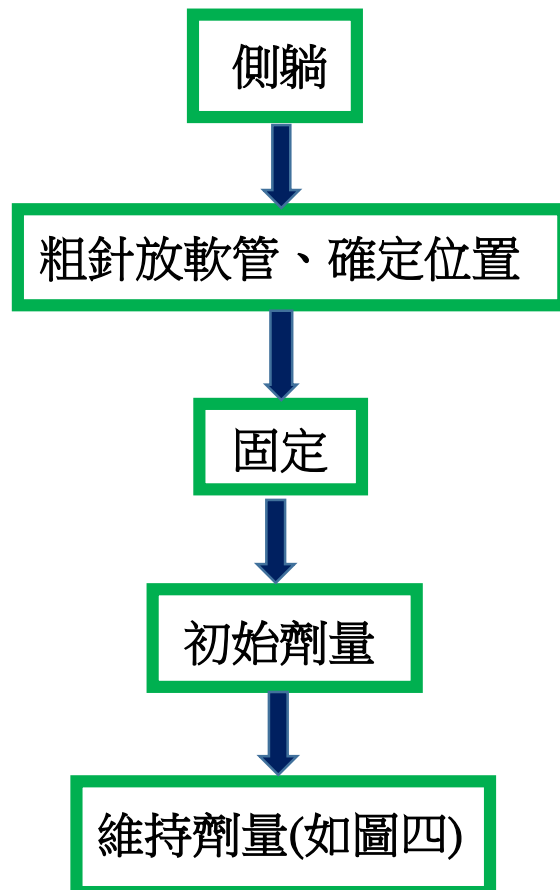 側躺
粗針放軟管、確定位置
固定
初始劑量
維持劑量(如圖四)